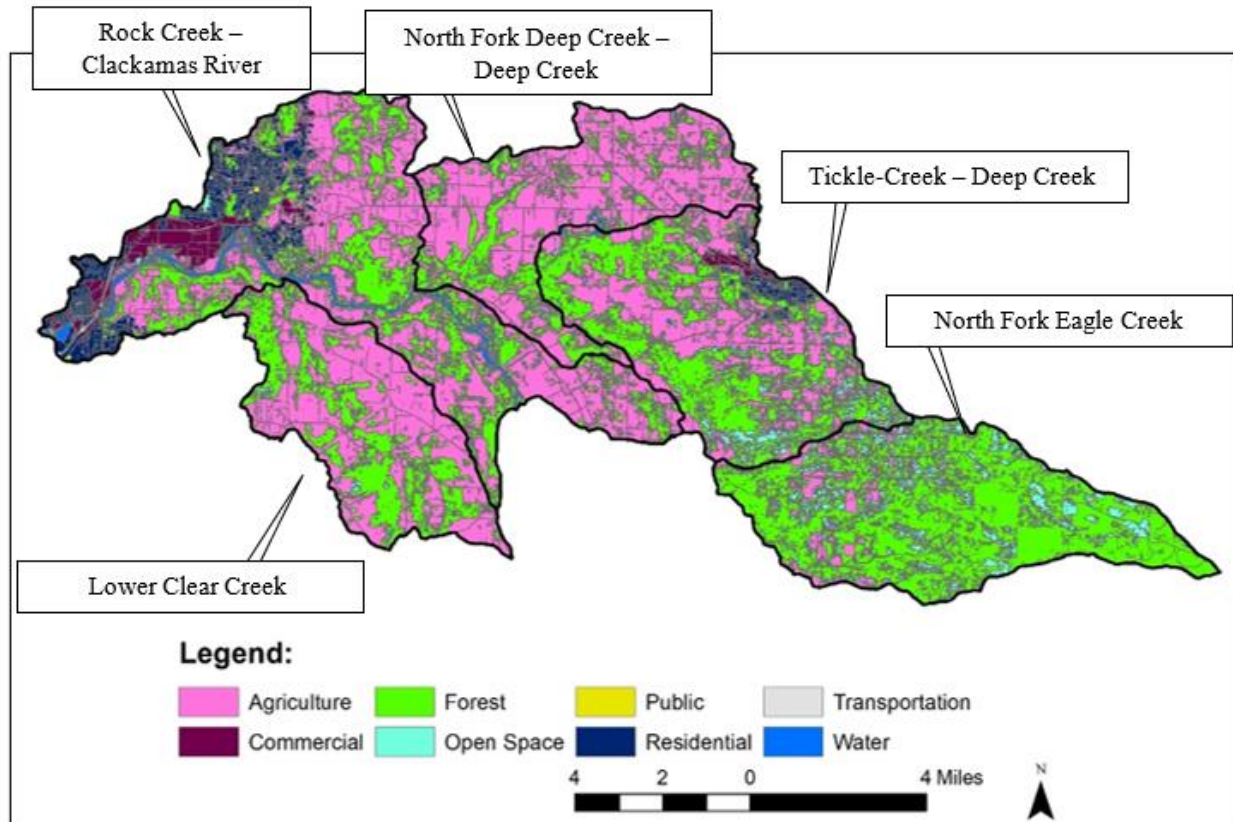 Rock Creek –
Clackamas River
North Fork Deep Creek –
Deep Creek
Tickle-Creek – Deep Creek
North Fork Eagle Creek
Lower Clear Creek
Legend:
Agriculture Forest Public Transportation
Commercial Open Space Residential Water
4 2 0 4 Miles
N